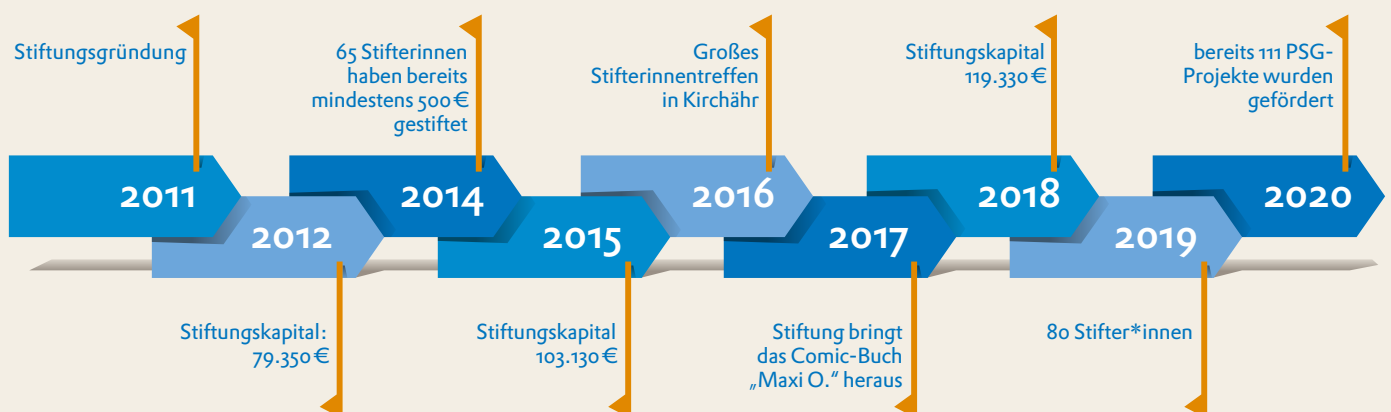 Stiftungsgründung
65 Stifterinnen
haben bereits
mindestens 500 €
gestiftet
Großes
Stifterinnentreffen
in Kirchähr
Stiftungskapital
119.330 €
bereits 111 PSG-
Projekte wurden
gefördert
2011
2012
2014
2015
2016
2017
2018
2019
2020
Stiftungskapital:
79.350 €
Stiftungskapital
103.130 €
Stiftung bringt
das Comic-Buch
„Maxi O.“ heraus
80 Stifter*innen